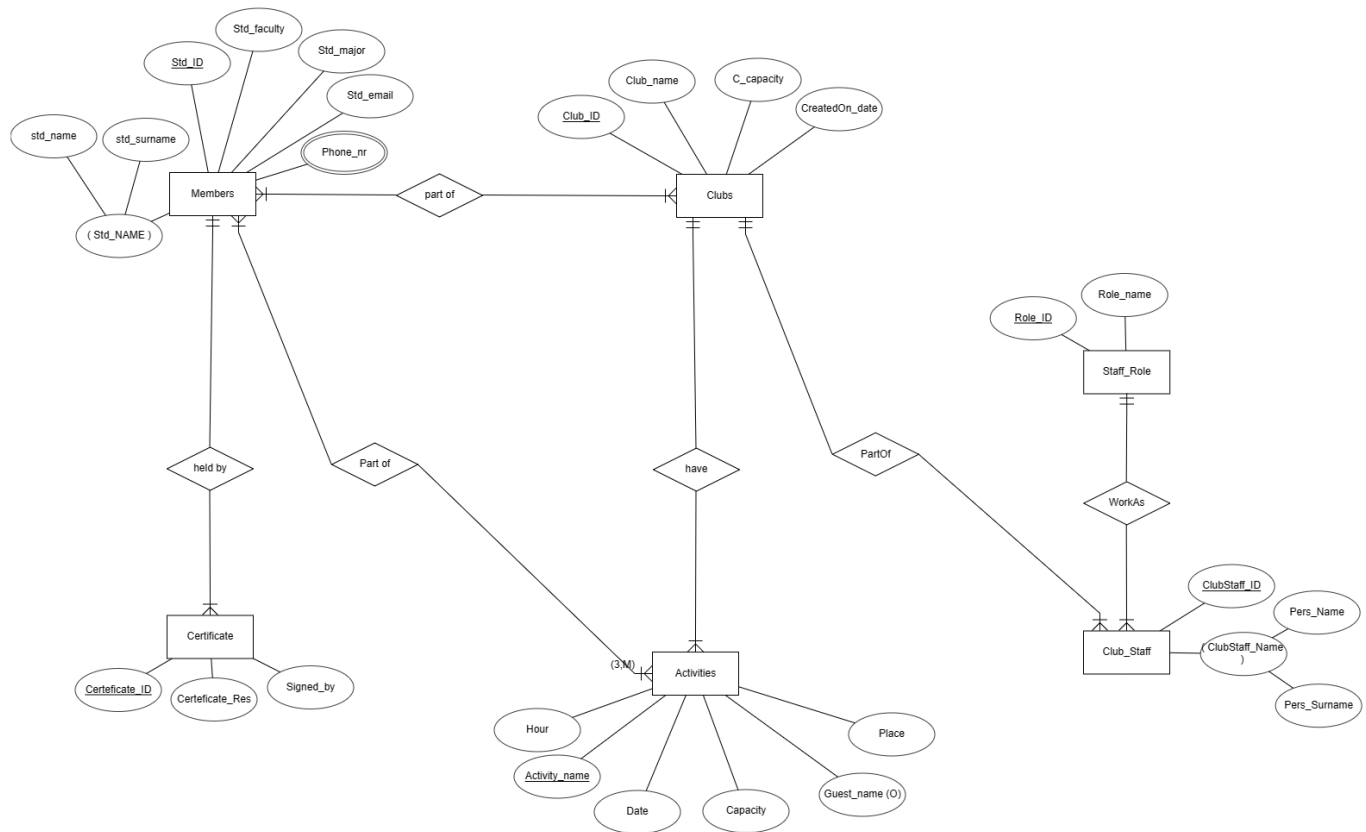 Std_faculty
Std_ID
Std_major
Std_email
std_name
std_surname
Phone_nr
Members
( Std_NAME )
part of
Club_name
C_capacity
Club_ID
CreatedOn_date
Clubs
Role_name
Role_ID
Staff_Role
held by
Part of
have
PartOf
WorkAs
Certificate
Certeficate_ID
Certeficate_Res
Signed_by
(3,M)
Activities
Hour
Activity_name
Date
Capacity
Guest_name (O)
Place
ClubStaff_ID
Club_Staff
( ClubStaff_Name
)
Pers_Name
Pers_Surname